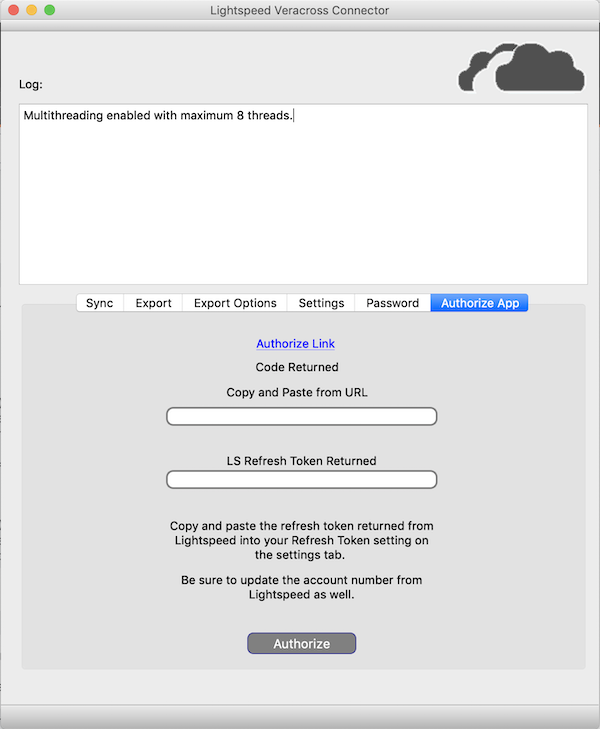 Lightspeed Veracross Connector
Log:
Multithreading enabled with maximum 8 threads.
Sync Export Export Options Settings Password Authorize App
Authorize Link
Code Returned
Copy and Paste from URL
LS Refresh Token Returned
Copy and paste the refresh token returned from
Lightspeed into your Refresh Token setting on
the settings tab.
Be sure to update the account number from
Lightspeed as well.
Authorize